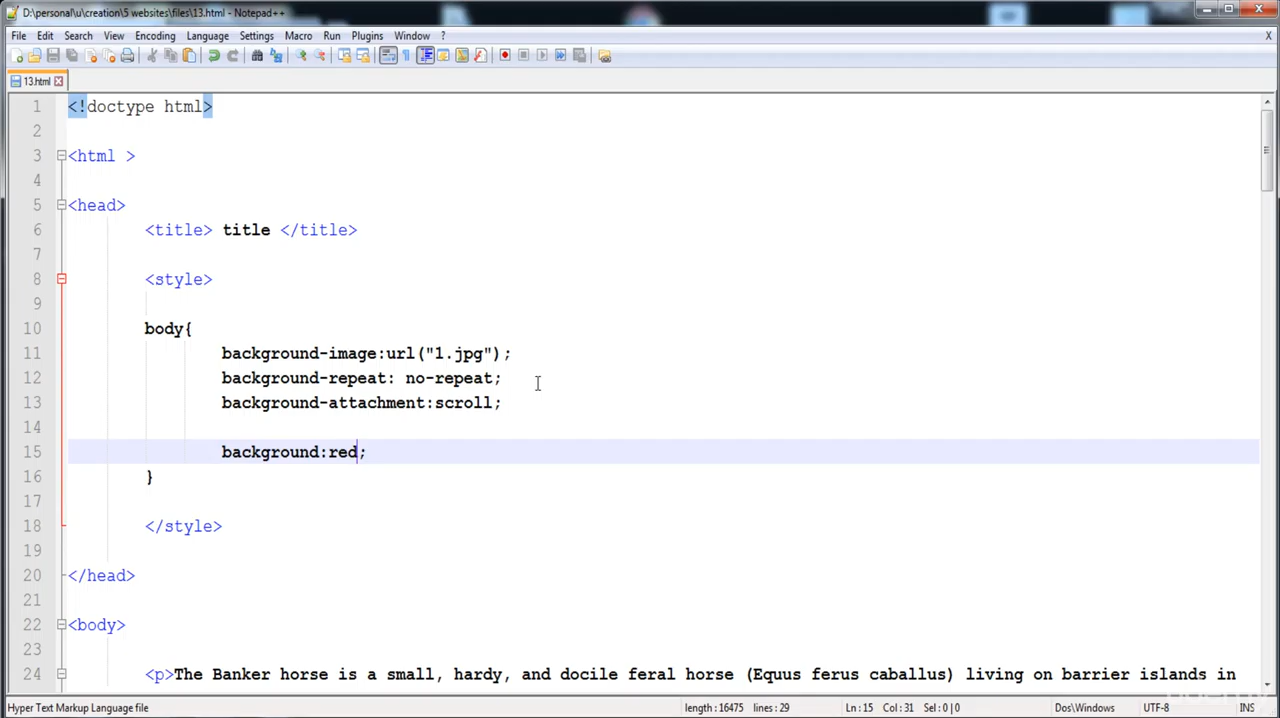 D:\personal\u\creation\5 websites\files\13.html - Notepad++
File Edit Search View Encoding Language Settings Macro Run Plugins Window ? X
13.html
1 <!doctype html>
2
3 <html >
4
5 <head>
6 <title> title </title>
7
8 <style>
9
10 body{
11 background-image:url("1.jpg");
12 background-repeat: no-repeat;
13 background-attachment:scroll;
14
15 background:red;
16 }
17
18 </style>
19
20 </head>
21
22 <body>
23
24 <p>The Banker horse is a small, hardy, and docile feral horse (Equus ferus caballus) living on barrier islands in
Hyper Text Markup Language file length : 16475 lines : 29 Ln : 15 Col : 31 Sel : 0 | 0 Dos\Windows UTF-8 INS